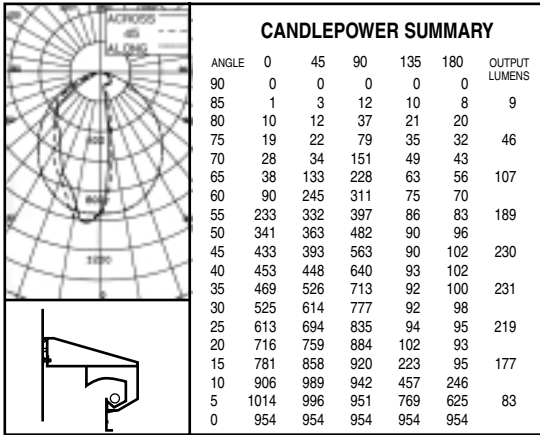 ACROSS
45
ALONG
CANDLEPOWER SUMMARY
ANGLE 0 45 90 135 180 OUTPUT LUMENS
90 0 0 0 0 0
85 1 3 12 10 8 9
80 10 12 37 21 20
75 19 22 79 35 32 46
70 28 34 151 49 43
65 38 133 228 63 56 107
60 90 245 311 75 70
55 233 332 397 86 83 189
50 341 363 482 90 96
45 433 393 563 90 102 230
40 453 448 640 93 102
35 469 526 713 92 100 231
30 525 614 777 92 98
25 613 694 835 94 95 219
20 716 759 884 102 93
15 781 858 920 223 95 177
10 906 989 942 457 246
5 1014 996 951 769 625 83
0 954 954 954 954 954
1200
0